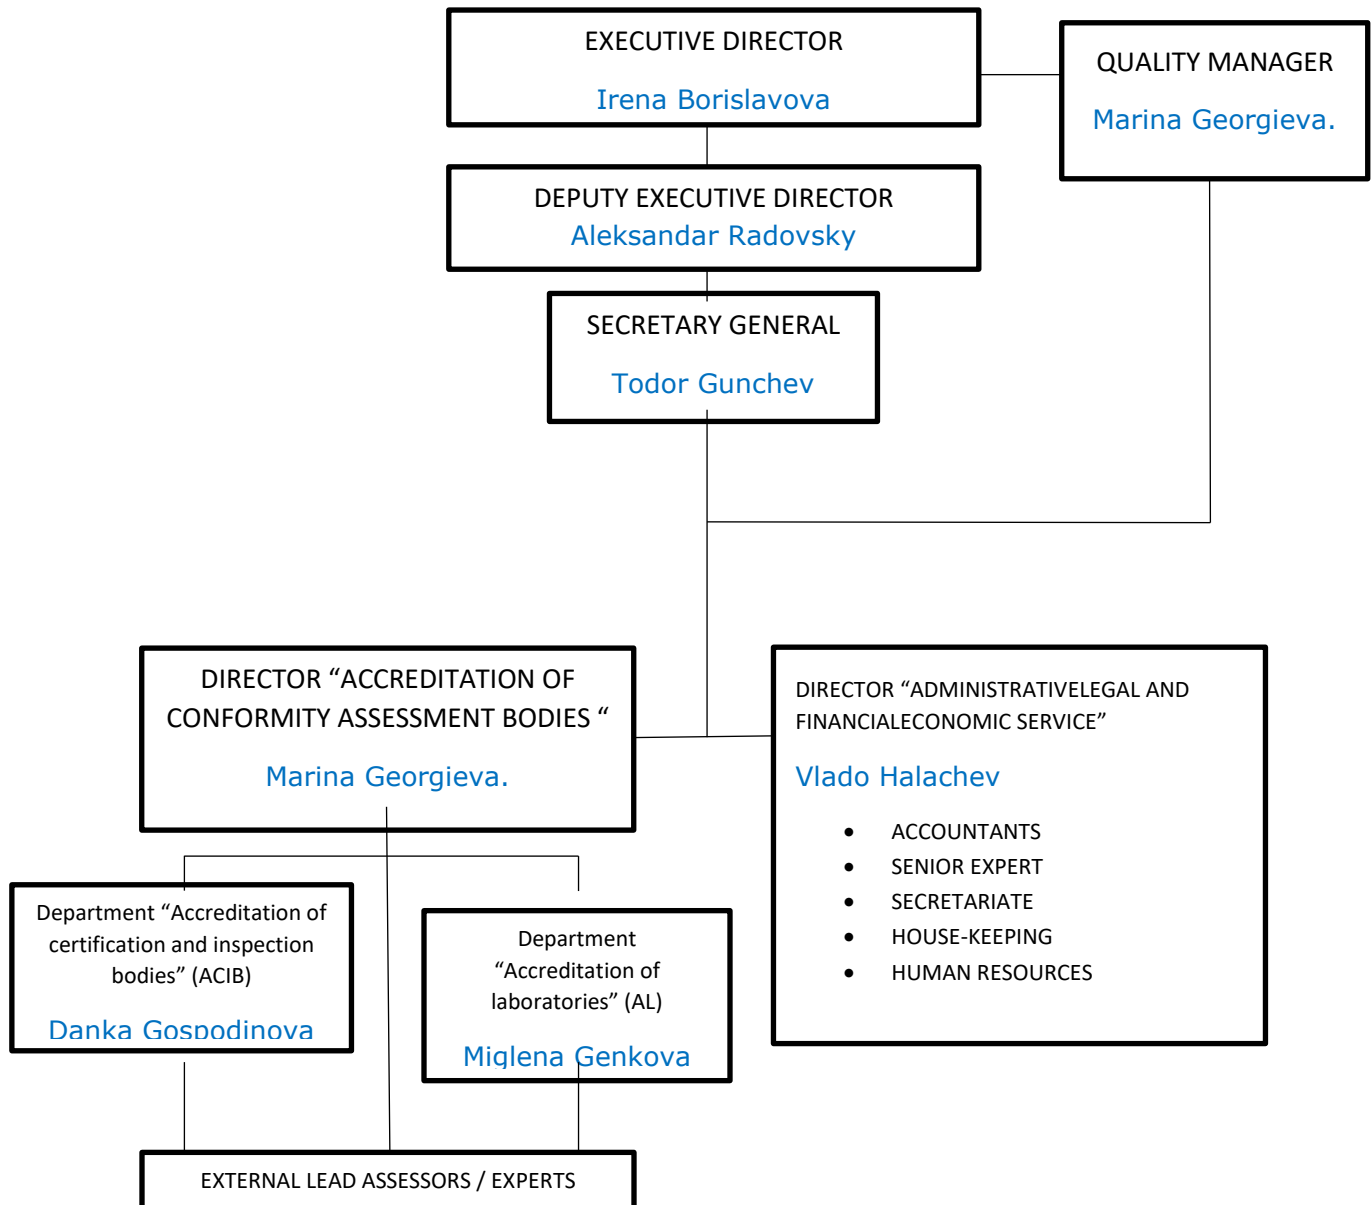 EXECUTIVE DIRECTOR
Irena Borislavova
QUALITY MANAGER
Marina Georgieva.
DEPUTY EXECUTIVE DIRECTOR
Aleksandar Radovsky
SECRETARY GENERAL
Todor Gunchev
DIRECTOR “ACCREDITATION OF
CONFORMITY ASSESSMENT BODIES “
Marina Georgieva.
DIRECTOR “ADMINISTRATIVELEGAL AND
FINANCIALECONOMIC SERVICE”
Vlado Halachev
• ACCOUNTANTS
• SENIOR EXPERT
• SECRETARIATE
• HOUSE-KEEPING
• HUMAN RESOURCES
Department “Accreditation of
certification and inspection
bodies” (ACIB)
Danka Gospodinova
Department
“Accreditation of
laboratories” (AL)
Miglena Genkova
EXTERNAL LEAD ASSESSORS / EXPERTS